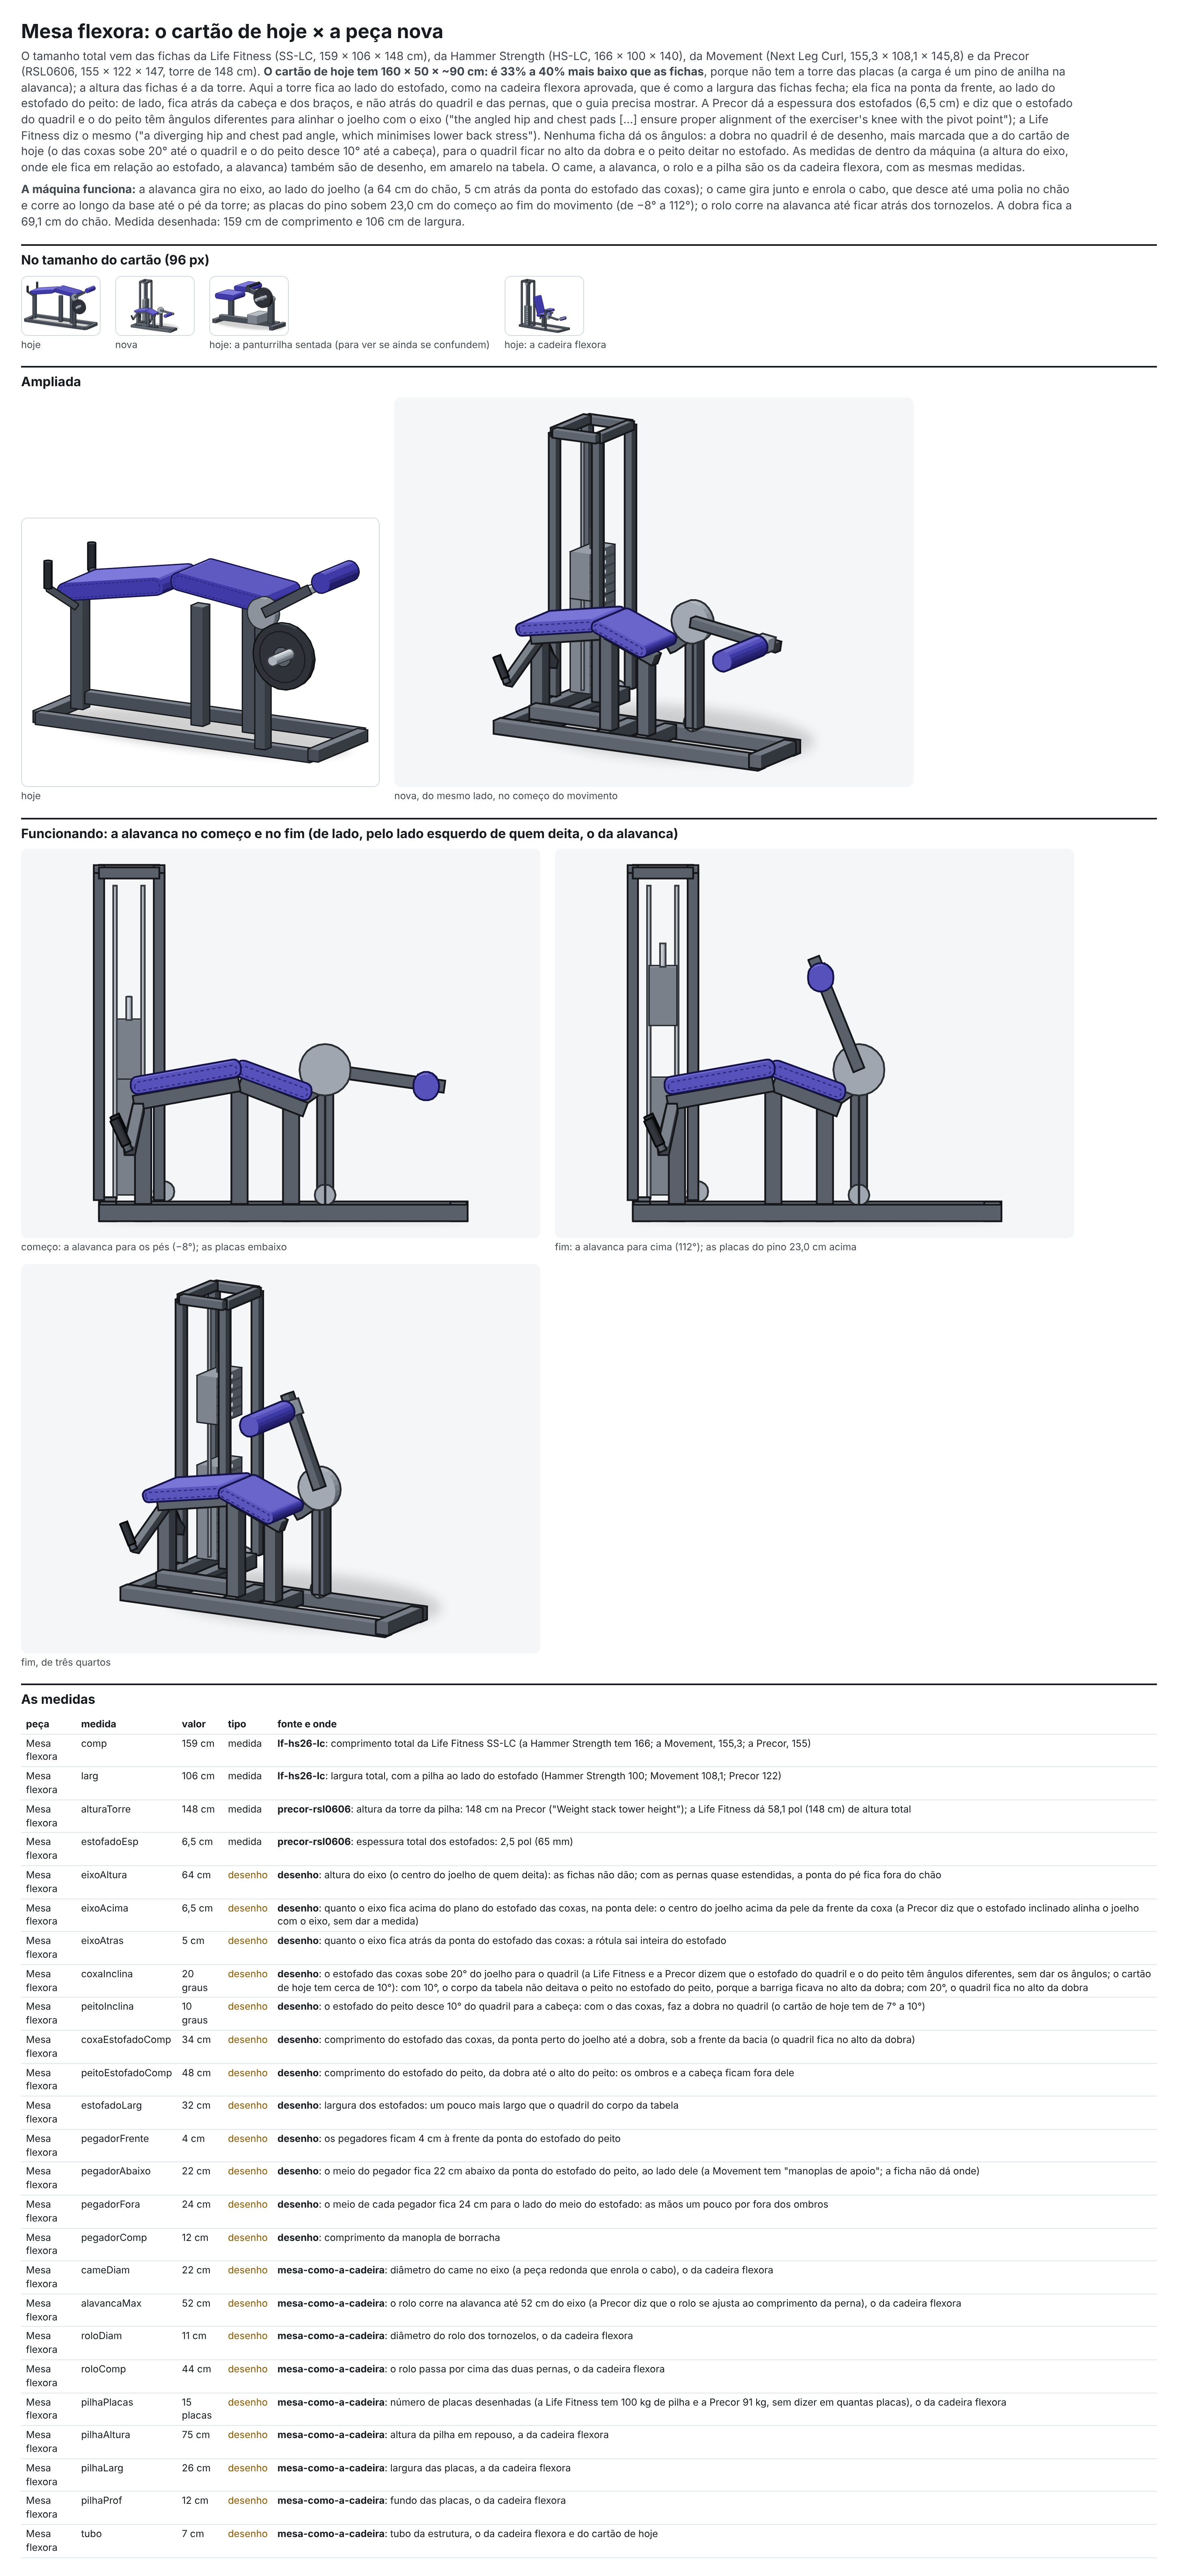 Mesa flexora: o cartão de hoje × a peça nova
O tamanho total vem das fichas da Life Fitness (SS-LC, 159 × 106 × 148 cm), da Hammer Strength (HS-LC, 166 × 100 × 140), da Movement (Next Leg Curl, 155,3 × 108,1 × 145,8) e da Precor
(RSL0606, 155 × 122 × 147, torre de 148 cm). O cartão de hoje tem 160 × 50 × ~90 cm: é 33% a 40% mais baixo que as fichas, porque não tem a torre das placas (a carga é um pino de anilha na
alavanca); a altura das fichas é a da torre. Aqui a torre fica ao lado do estofado, como na cadeira flexora aprovada, que é como a largura das fichas fecha; ela fica na ponta da frente, ao lado do
estofado do peito: de lado, fica atrás da cabeça e dos braços, e não atrás do quadril e das pernas, que o guia precisa mostrar. A Precor dá a espessura dos estofados (6,5 cm) e diz que o estofado
do quadril e o do peito têm ângulos diferentes para alinhar o joelho com o eixo ("the angled hip and chest pads [...] ensure proper alignment of the exerciser's knee with the pivot point"); a Life
Fitness diz o mesmo ("a diverging hip and chest pad angle, which minimises lower back stress"). Nenhuma ficha dá os ângulos: a dobra no quadril é de desenho, mais marcada que a do cartão de
hoje (o das coxas sobe 20° até o quadril e o do peito desce 10° até a cabeça), para o quadril ficar no alto da dobra e o peito deitar no estofado. As medidas de dentro da máquina (a altura do eixo,
onde ele fica em relação ao estofado, a alavanca) também são de desenho, em amarelo na tabela. O came, a alavanca, o rolo e a pilha são os da cadeira flexora, com as mesmas medidas.
A máquina funciona: a alavanca gira no eixo, ao lado do joelho (a 64 cm do chão, 5 cm atrás da ponta do estofado das coxas); o came gira junto e enrola o cabo, que desce até uma polia no chão
e corre ao longo da base até o pé da torre; as placas do pino sobem 23,0 cm do começo ao fim do movimento (de −8° a 112°); o rolo corre na alavanca até ficar atrás dos tornozelos. A dobra fica a
69,1 cm do chão. Medida desenhada: 159 cm de comprimento e 106 cm de largura.
No tamanho do cartão (96 px)
hoje
nova
hoje: a panturrilha sentada (para ver se ainda se confundem)
hoje: a cadeira flexora
Ampliada
hoje
nova, do mesmo lado, no começo do movimento
Funcionando: a alavanca no começo e no fim (de lado, pelo lado esquerdo de quem deita, o da alavanca)
começo: a alavanca para os pés (−8°); as placas embaixo
fim: a alavanca para cima (112°); as placas do pino 23,0 cm acima
fim, de três quartos
As medidas
peça medida valor tipo fonte e onde
Mesa flexora comp 159 cm medida lf-hs26-lc: comprimento total da Life Fitness SS-LC (a Hammer Strength tem 166; a Movement, 155,3; a Precor, 155)
Mesa flexora larg 106 cm medida lf-hs26-lc: largura total, com a pilha ao lado do estofado (Hammer Strength 100; Movement 108,1; Precor 122)
Mesa flexora alturaTorre 148 cm medida precor-rsl0606: altura da torre da pilha: 148 cm na Precor ("Weight stack tower height"); a Life Fitness dá 58,1 pol (148 cm) de altura total
Mesa flexora estofadoEsp 6,5 cm medida precor-rsl0606: espessura total dos estofados: 2,5 pol (65 mm)
Mesa flexora eixoAltura 64 cm desenho desenho: altura do eixo (o centro do joelho de quem deita): as fichas não dão; com as pernas quase estendidas, a ponta do pé fica fora do chão
Mesa flexora eixoAcima 6,5 cm desenho desenho: quanto o eixo fica acima do plano do estofado das coxas, na ponta dele: o centro do joelho acima da pele da frente da coxa (a Precor diz que o estofado inclinado alinha o joelho
com o eixo, sem dar a medida)
Mesa flexora eixoAtras 5 cm desenho desenho: quanto o eixo fica atrás da ponta do estofado das coxas: a rótula sai inteira do estofado
Mesa flexora coxaInclina 20 graus desenho desenho: o estofado das coxas sobe 20° do joelho para o quadril (a Life Fitness e a Precor dizem que o estofado do quadril e o do peito têm ângulos diferentes, sem dar os ângulos; o cartão
de hoje tem cerca de 10°): com 10°, o corpo da tabela não deitava o peito no estofado do peito, porque a barriga ficava no alto da dobra; com 20°, o quadril fica no alto da dobra
Mesa flexora peitoInclina 10 graus desenho desenho: o estofado do peito desce 10° do quadril para a cabeça: com o das coxas, faz a dobra no quadril (o cartão de hoje tem de 7° a 10°)
Mesa flexora coxaEstofadoComp 34 cm desenho desenho: comprimento do estofado das coxas, da ponta perto do joelho até a dobra, sob a frente da bacia (o quadril fica no alto da dobra)
Mesa flexora peitoEstofadoComp 48 cm desenho desenho: comprimento do estofado do peito, da dobra até o alto do peito: os ombros e a cabeça ficam fora dele
Mesa flexora estofadoLarg 32 cm desenho desenho: largura dos estofados: um pouco mais largo que o quadril do corpo da tabela
Mesa flexora pegadorFrente 4 cm desenho desenho: os pegadores ficam 4 cm à frente da ponta do estofado do peito
Mesa flexora pegadorAbaixo 22 cm desenho desenho: o meio do pegador fica 22 cm abaixo da ponta do estofado do peito, ao lado dele (a Movement tem "manoplas de apoio"; a ficha não dá onde)
Mesa flexora pegadorFora 24 cm desenho desenho: o meio de cada pegador fica 24 cm para o lado do meio do estofado: as mãos um pouco por fora dos ombros
Mesa flexora pegadorComp 12 cm desenho desenho: comprimento da manopla de borracha
Mesa flexora cameDiam 22 cm desenho mesa-como-a-cadeira: diâmetro do came no eixo (a peça redonda que enrola o cabo), o da cadeira flexora
Mesa flexora alavancaMax 52 cm desenho mesa-como-a-cadeira: o rolo corre na alavanca até 52 cm do eixo (a Precor diz que o rolo se ajusta ao comprimento da perna), o da cadeira flexora
Mesa flexora roloDiam 11 cm desenho mesa-como-a-cadeira: diâmetro do rolo dos tornozelos, o da cadeira flexora
Mesa flexora roloComp 44 cm desenho mesa-como-a-cadeira: o rolo passa por cima das duas pernas, o da cadeira flexora
Mesa flexora pilhaPlacas 15 placas desenho mesa-como-a-cadeira: número de placas desenhadas (a Life Fitness tem 100 kg de pilha e a Precor 91 kg, sem dizer em quantas placas), o da cadeira flexora
Mesa flexora pilhaAltura 75 cm desenho mesa-como-a-cadeira: altura da pilha em repouso, a da cadeira flexora
Mesa flexora pilhaLarg 26 cm desenho mesa-como-a-cadeira: largura das placas, a da cadeira flexora
Mesa flexora pilhaProf 12 cm desenho mesa-como-a-cadeira: fundo das placas, o da cadeira flexora
Mesa flexora tubo 7 cm desenho mesa-como-a-cadeira: tubo da estrutura, o da cadeira flexora e do cartão de hoje